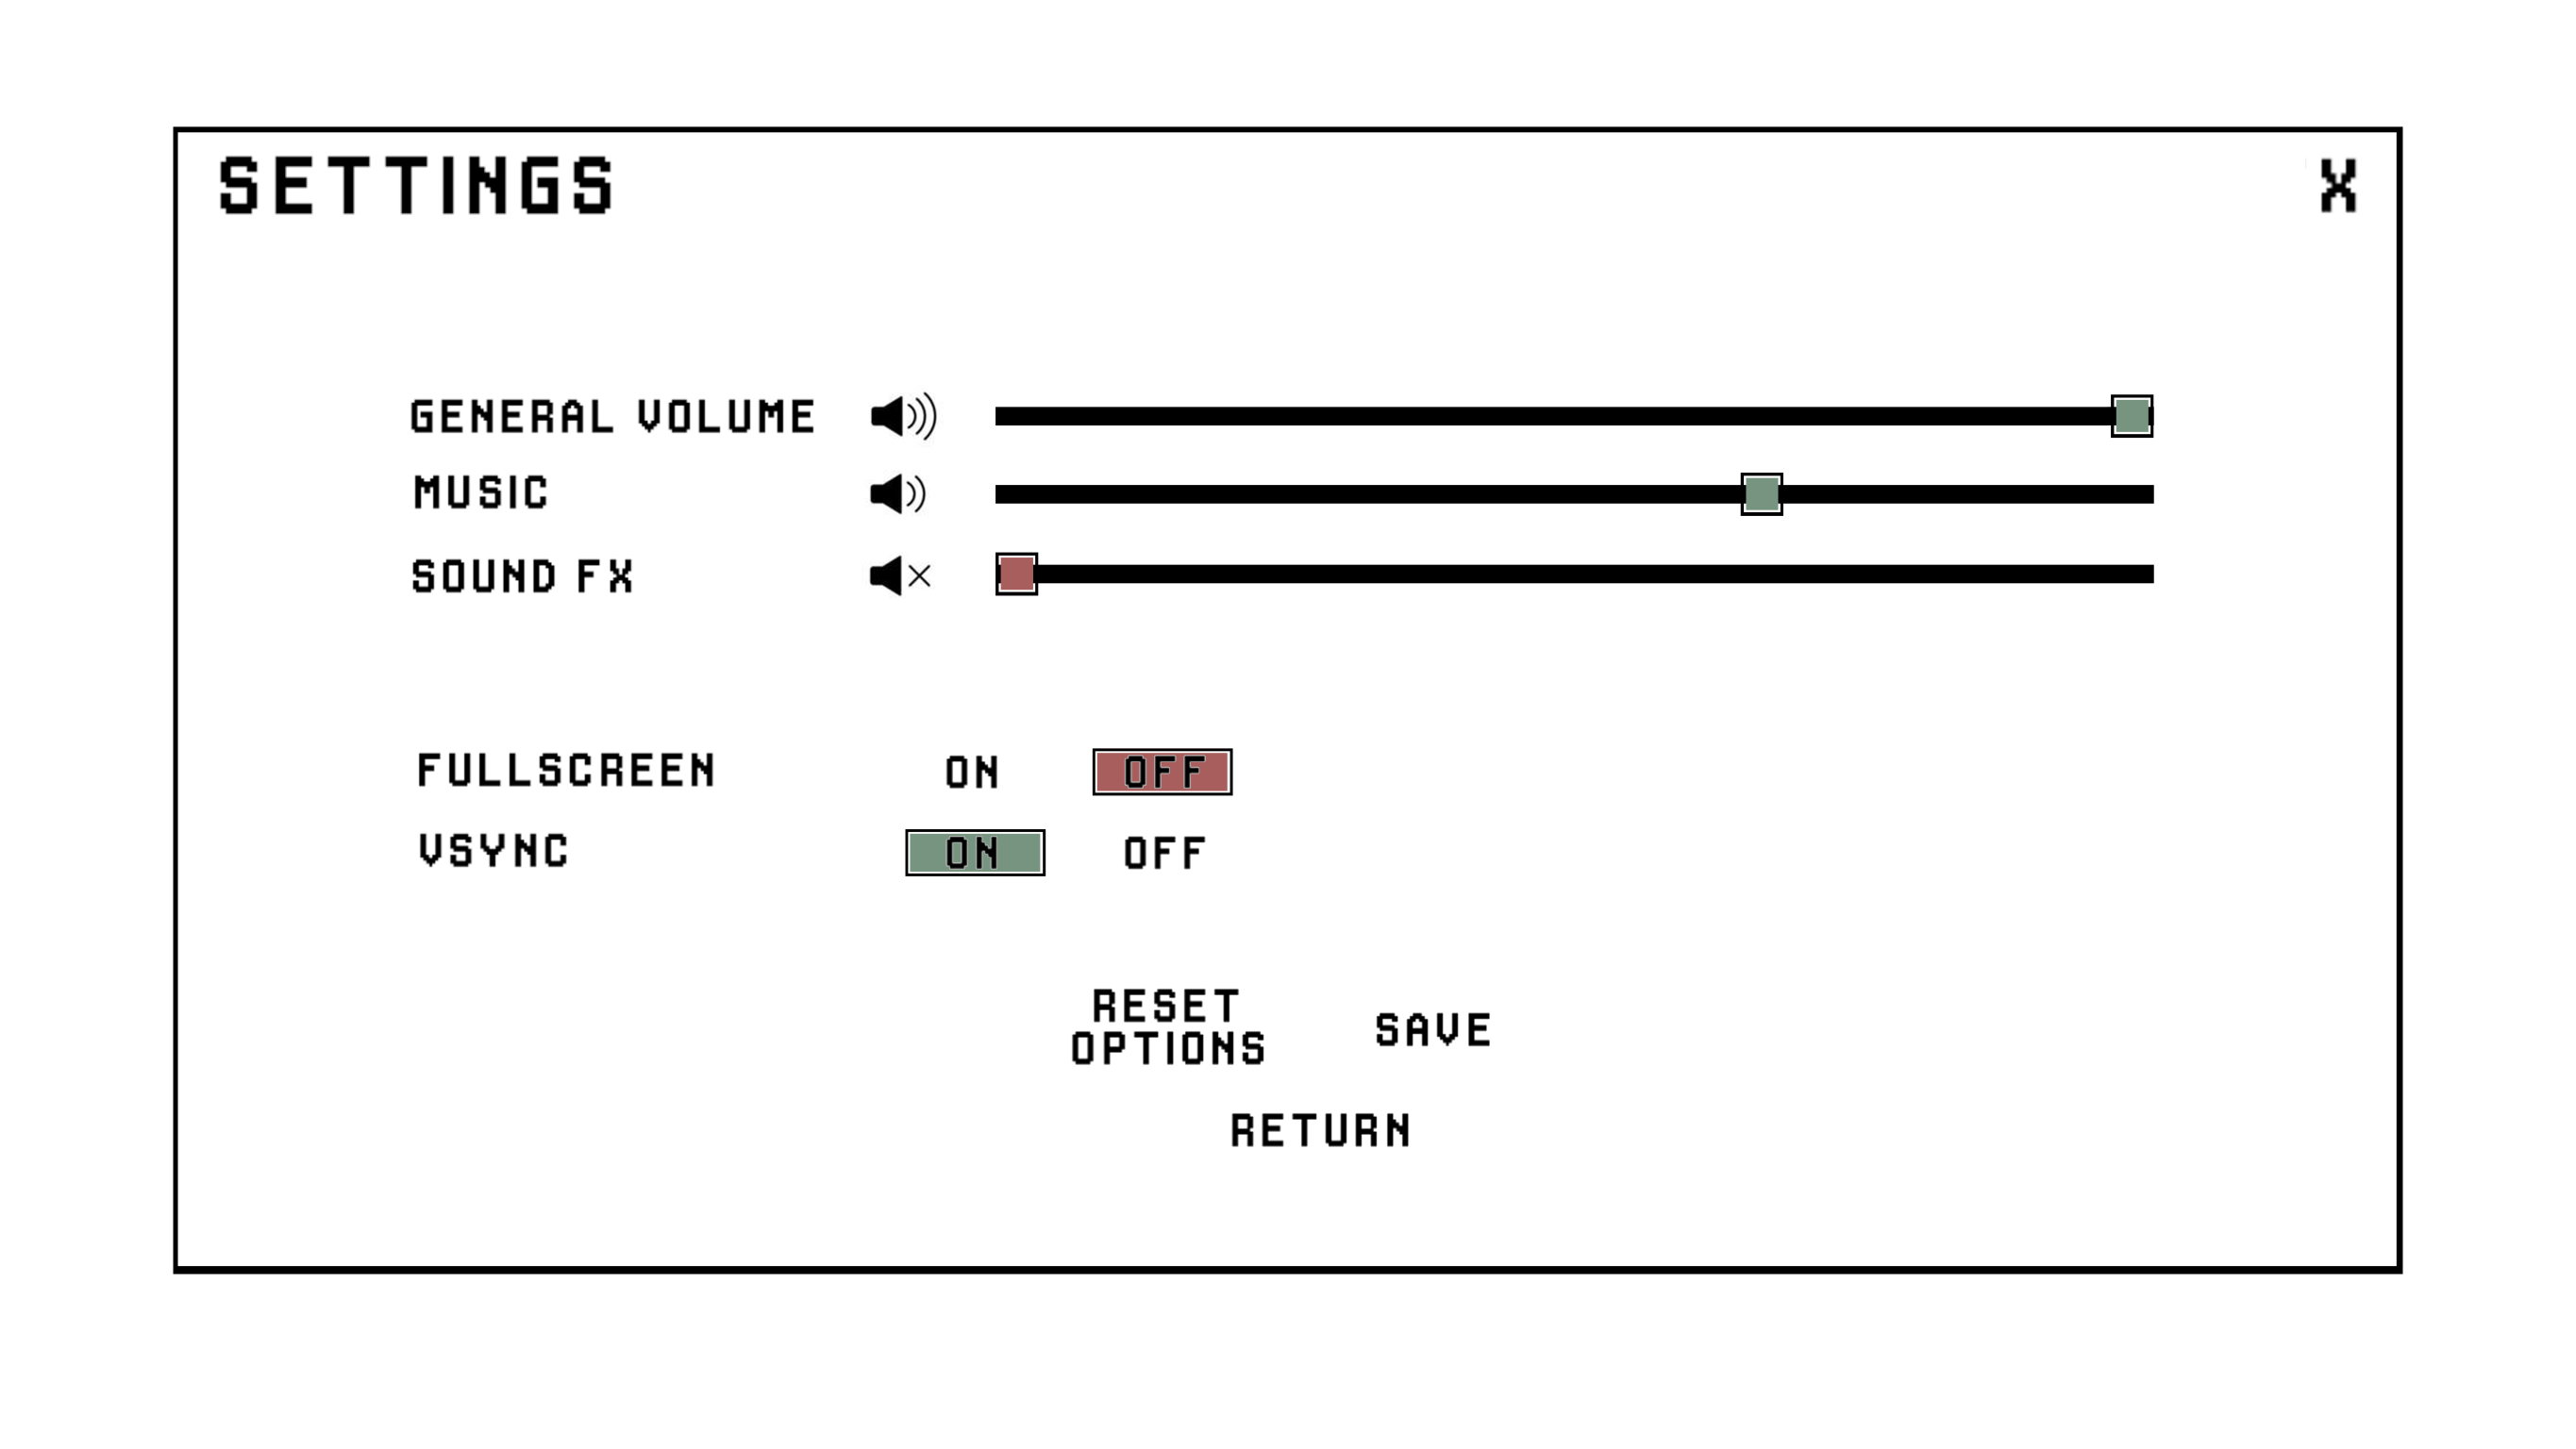 SETTINGS X
GENERAL VOLUME
MUSIC
SOUND FX
FULLSCREEN ON OFF
VSYNC ON OFF
RESET
OPTIONS
SAVE
RETURN